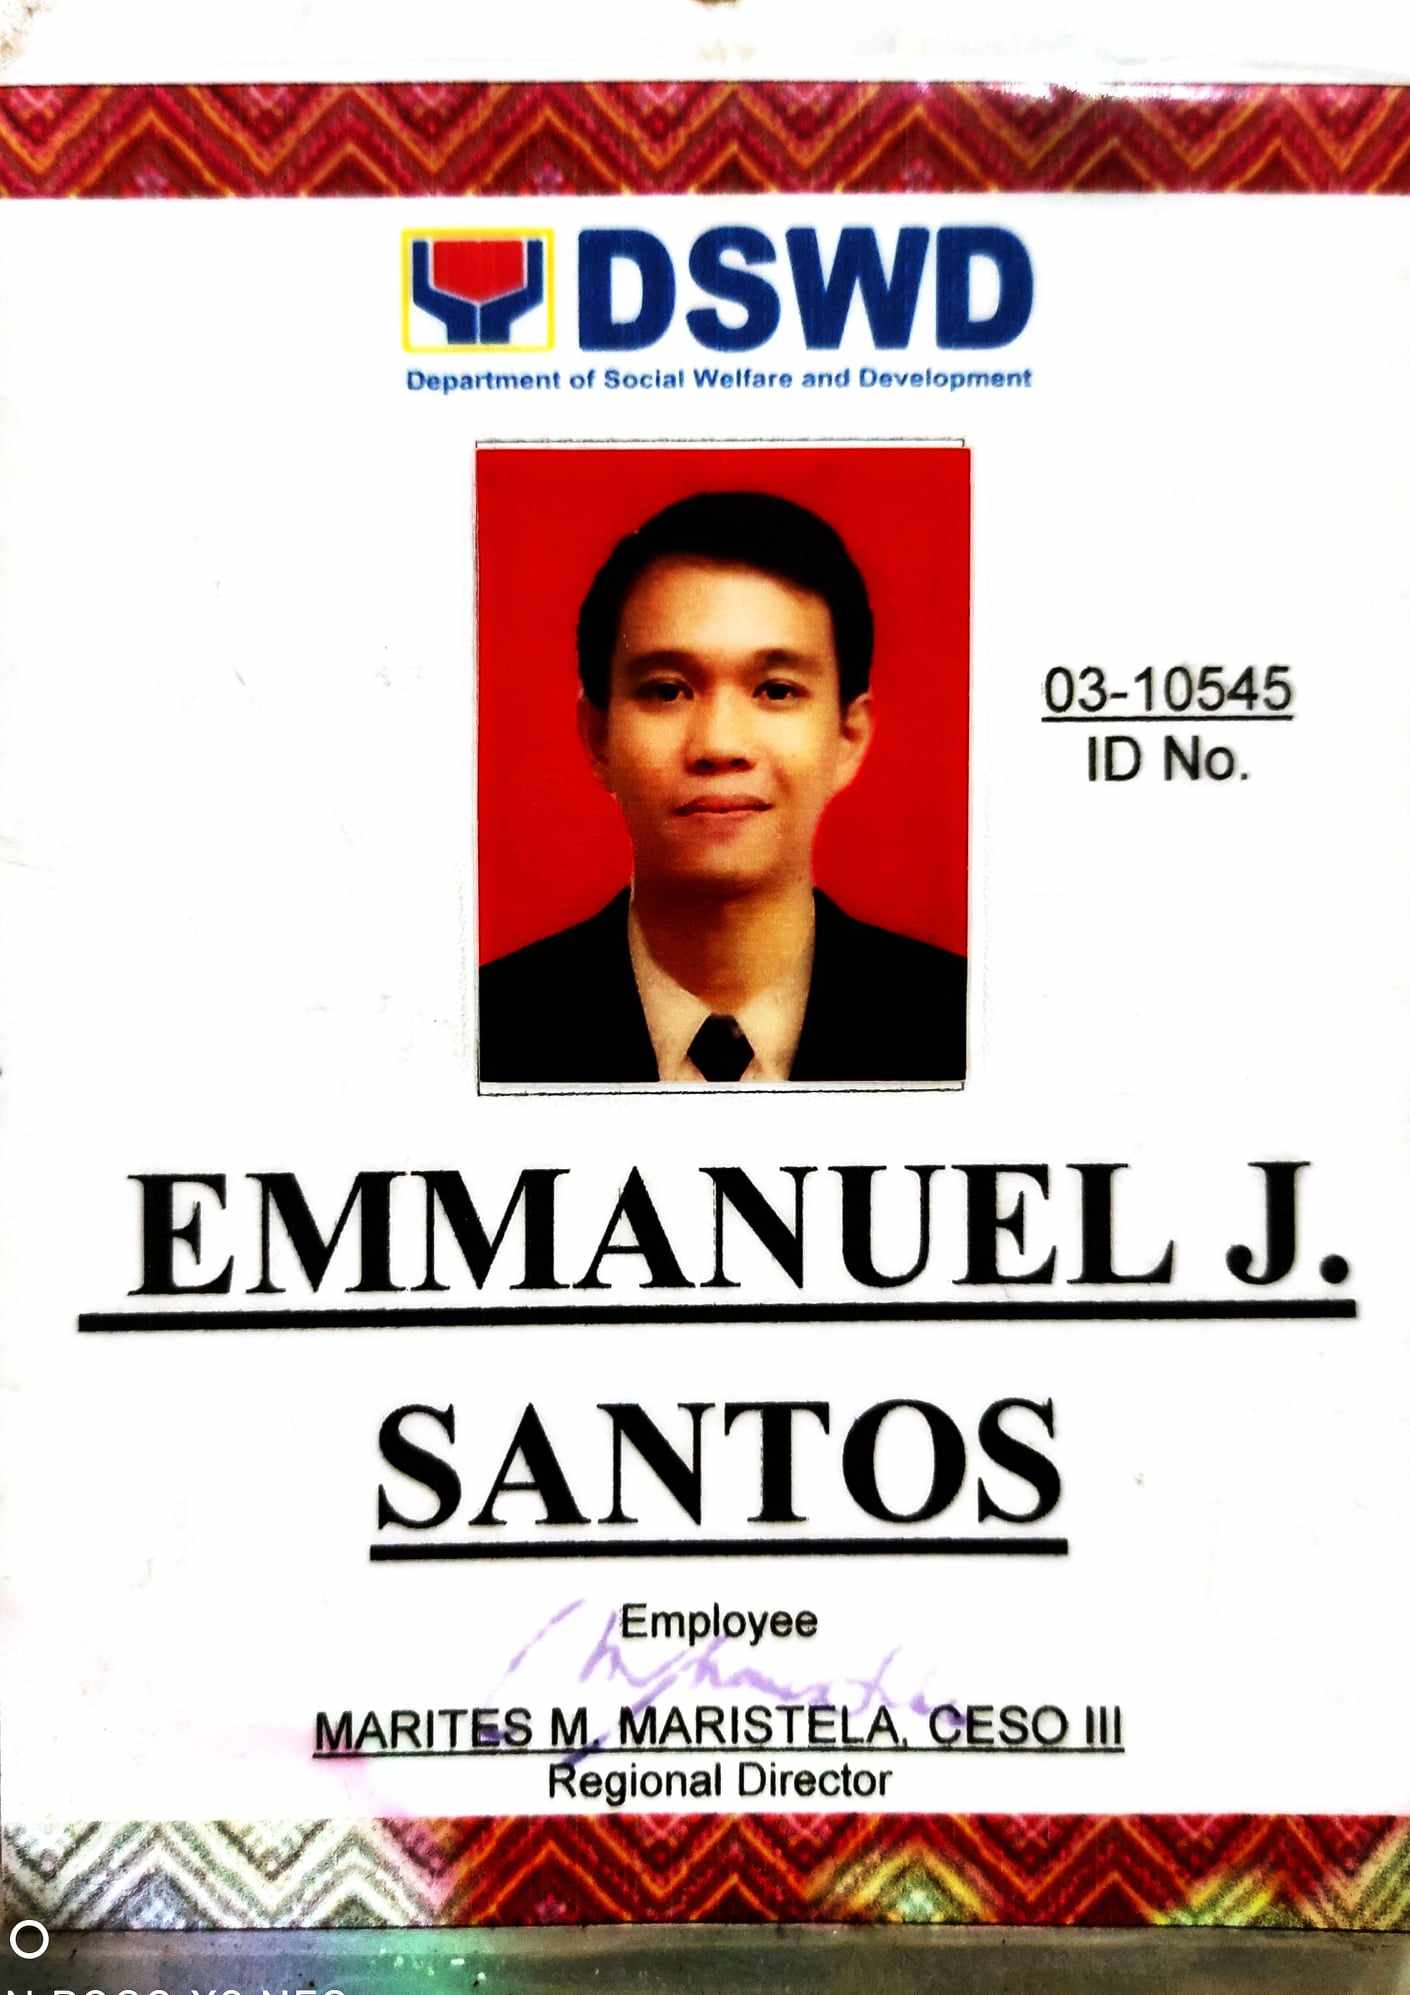 DSWD
Department of Social Welfare and Development
03-10545
ID No.
EMMANUEL J.
SANTOS
Employee
MARITES M. MARISTELA, CESO III
Regional Director